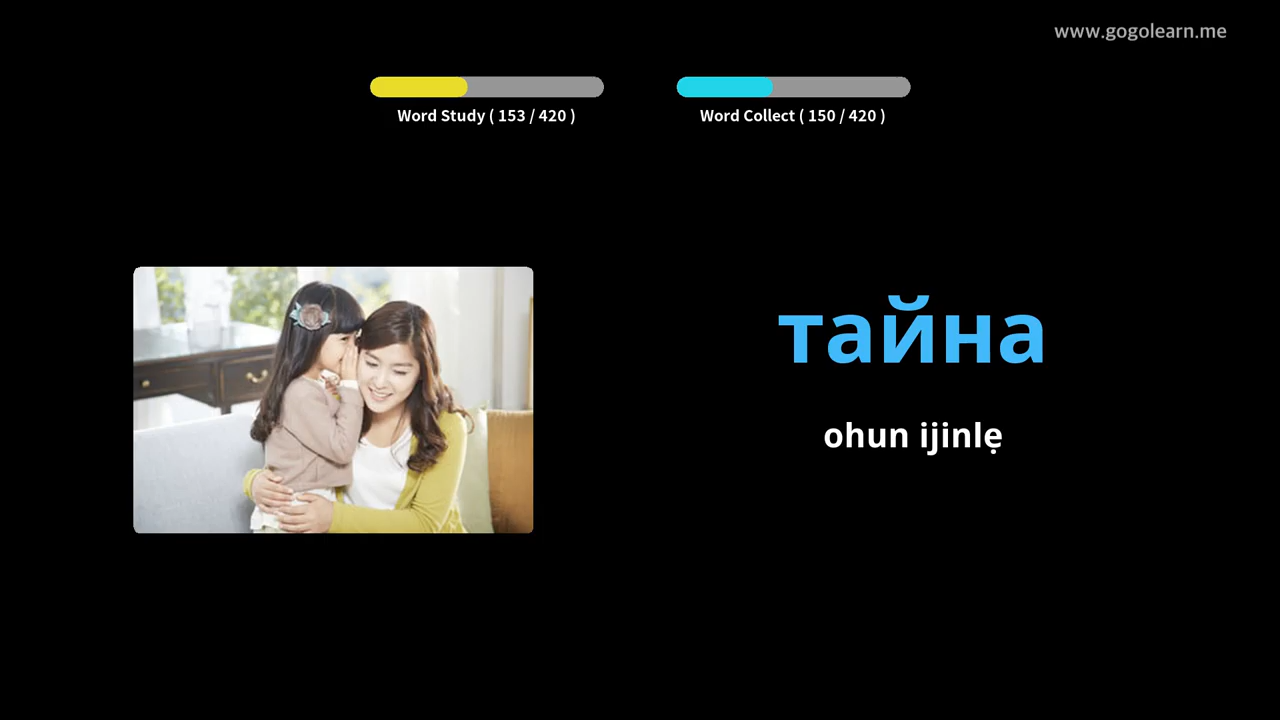 www.gogolearn.me
Word Study ( 153 / 420 )
Word Collect ( 150 / 420 )
тайна
ohun ijinlẹ